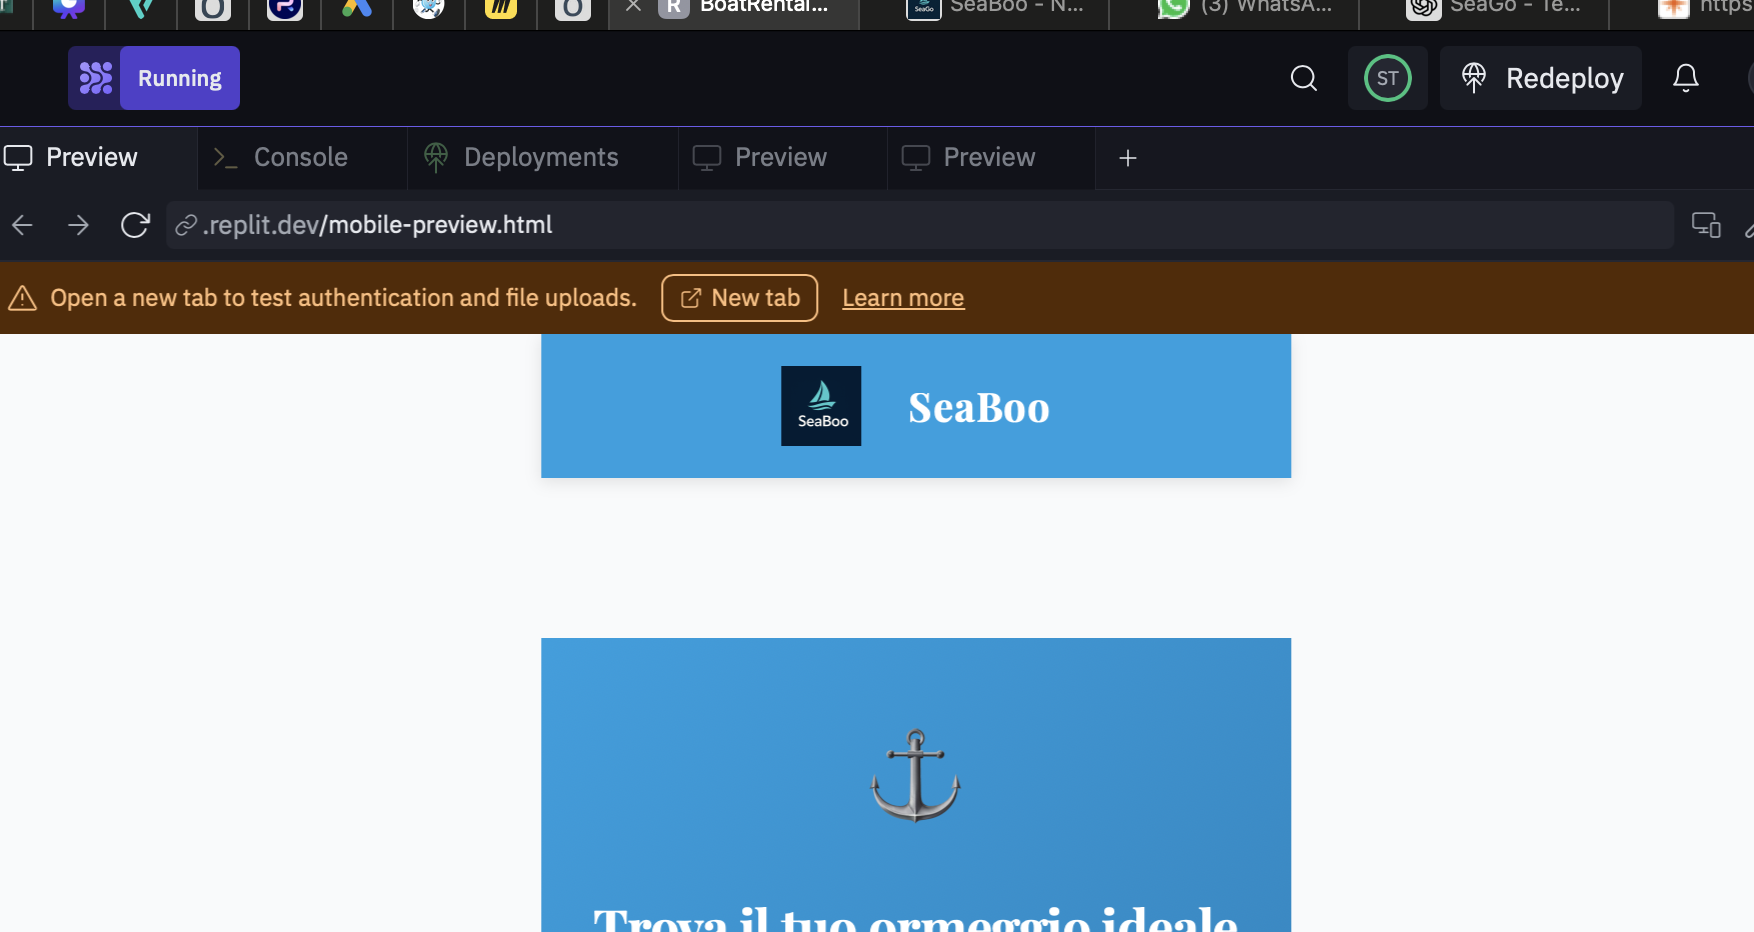 BoatRental...
SeaBoo - N...
(3) WhatsA...
SeaGo - Te...
https
Running
ST
Redeploy
Preview
Console
Deployments
Preview
Preview
.replit.dev/mobile-preview.html
Open a new tab to test authentication and file uploads.
New tab
Learn more
SeaBoo
SeaBoo
Trova il tuo ormeggio ideale